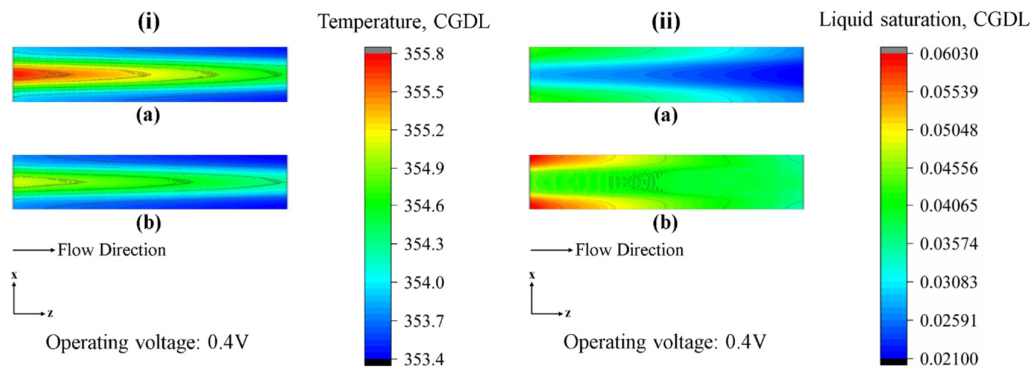 (i)
Temperature, CGDL
(ii)
Liquid saturation, CGDL
(a)
(b)
Flow Direction
x
z
Operating voltage: 0.4V
355.8
355.5
355.2
354.9
354.6
354.3
354.0
353.7
353.4
(a)
(b)
Flow Direction
x
z
Operating voltage: 0.4V
0.06030
0.05539
0.05048
0.04556
0.04065
0.03574
0.03083
0.02591
0.02100